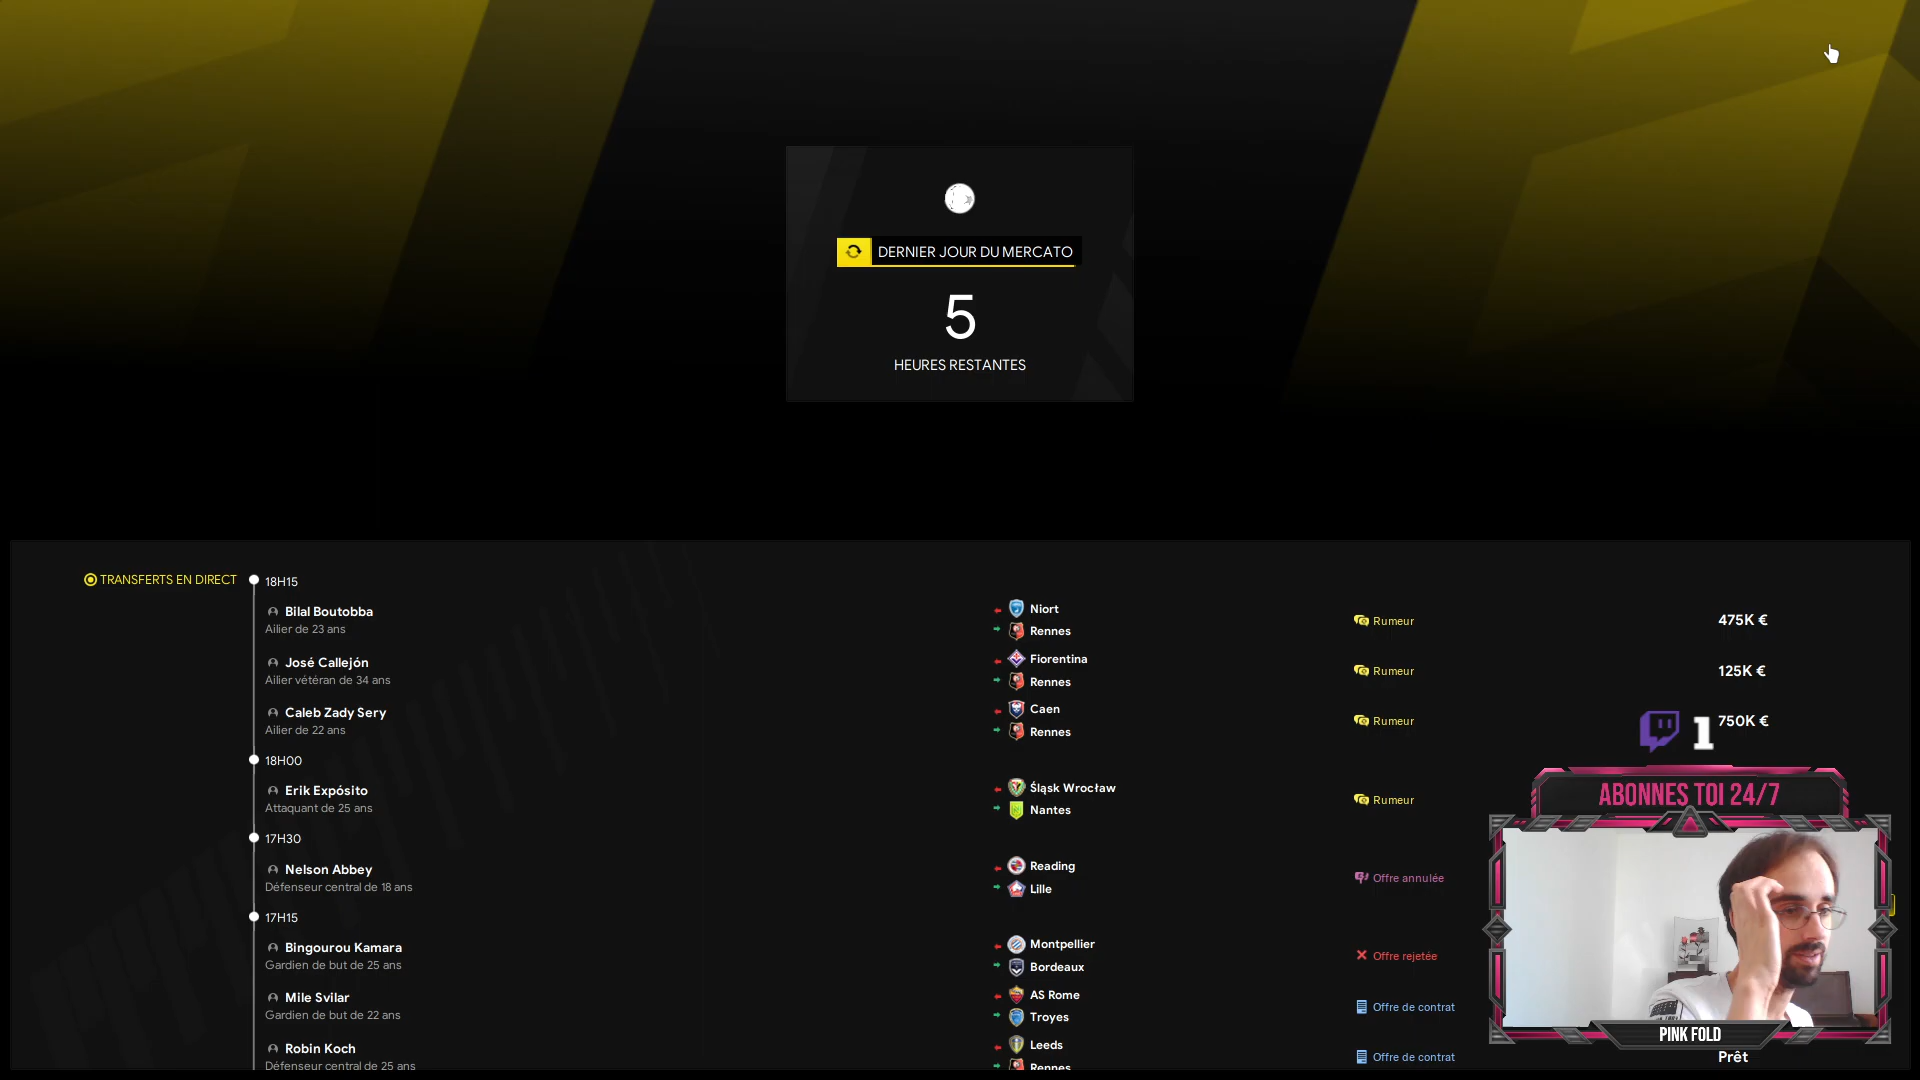 DERNIER JOUR DU MERCATO
5
HEURES RESTANTES
TRANSFERTS EN DIRECT
18H15
Bilal Boutobba
Ailier de 23 ans
Niort
Rennes
Rumeur
475K €
José Callejón
Ailier vétéran de 34 ans
Fiorentina
Rennes
Rumeur
125K €
Caleb Zady Sery
Ailier de 22 ans
Caen
Rennes
Rumeur
750K €
1
18H00
Erik Expósito
Attaquant de 25 ans
Śląsk Wrocław
Nantes
Rumeur
ABONNES TOI 24/7
17H30
Nelson Abbey
Défenseur central de 18 ans
Reading
Lille
Offre annulée
17H15
Bingourou Kamara
Gardien de but de 25 ans
Montpellier
Bordeaux
Offre rejetée
Mile Svilar
Gardien de but de 22 ans
AS Rome
Troyes
Offre de contrat
Robin Koch
Défenseur central de 25 ans
Leeds
Rennes
Offre de contrat
PINK FOLD
Prêt